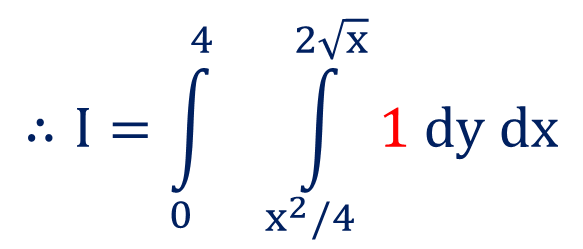 ∴ I = ∫₀⁴ ∫_{x²/4}^{2√x} 1 dy dx